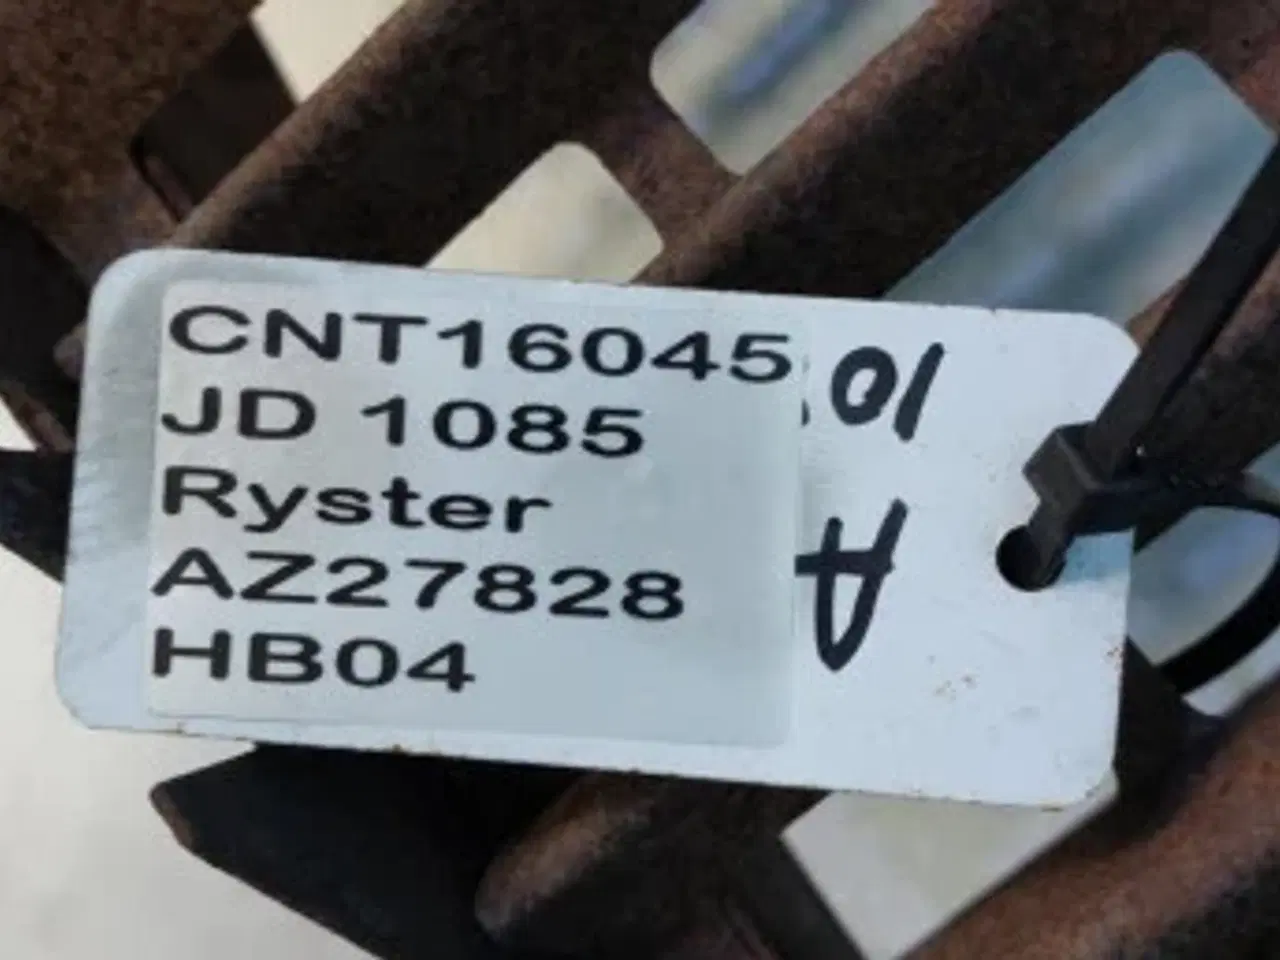 CNT16045
JD 1085
Ryster
AZ27828
HB04